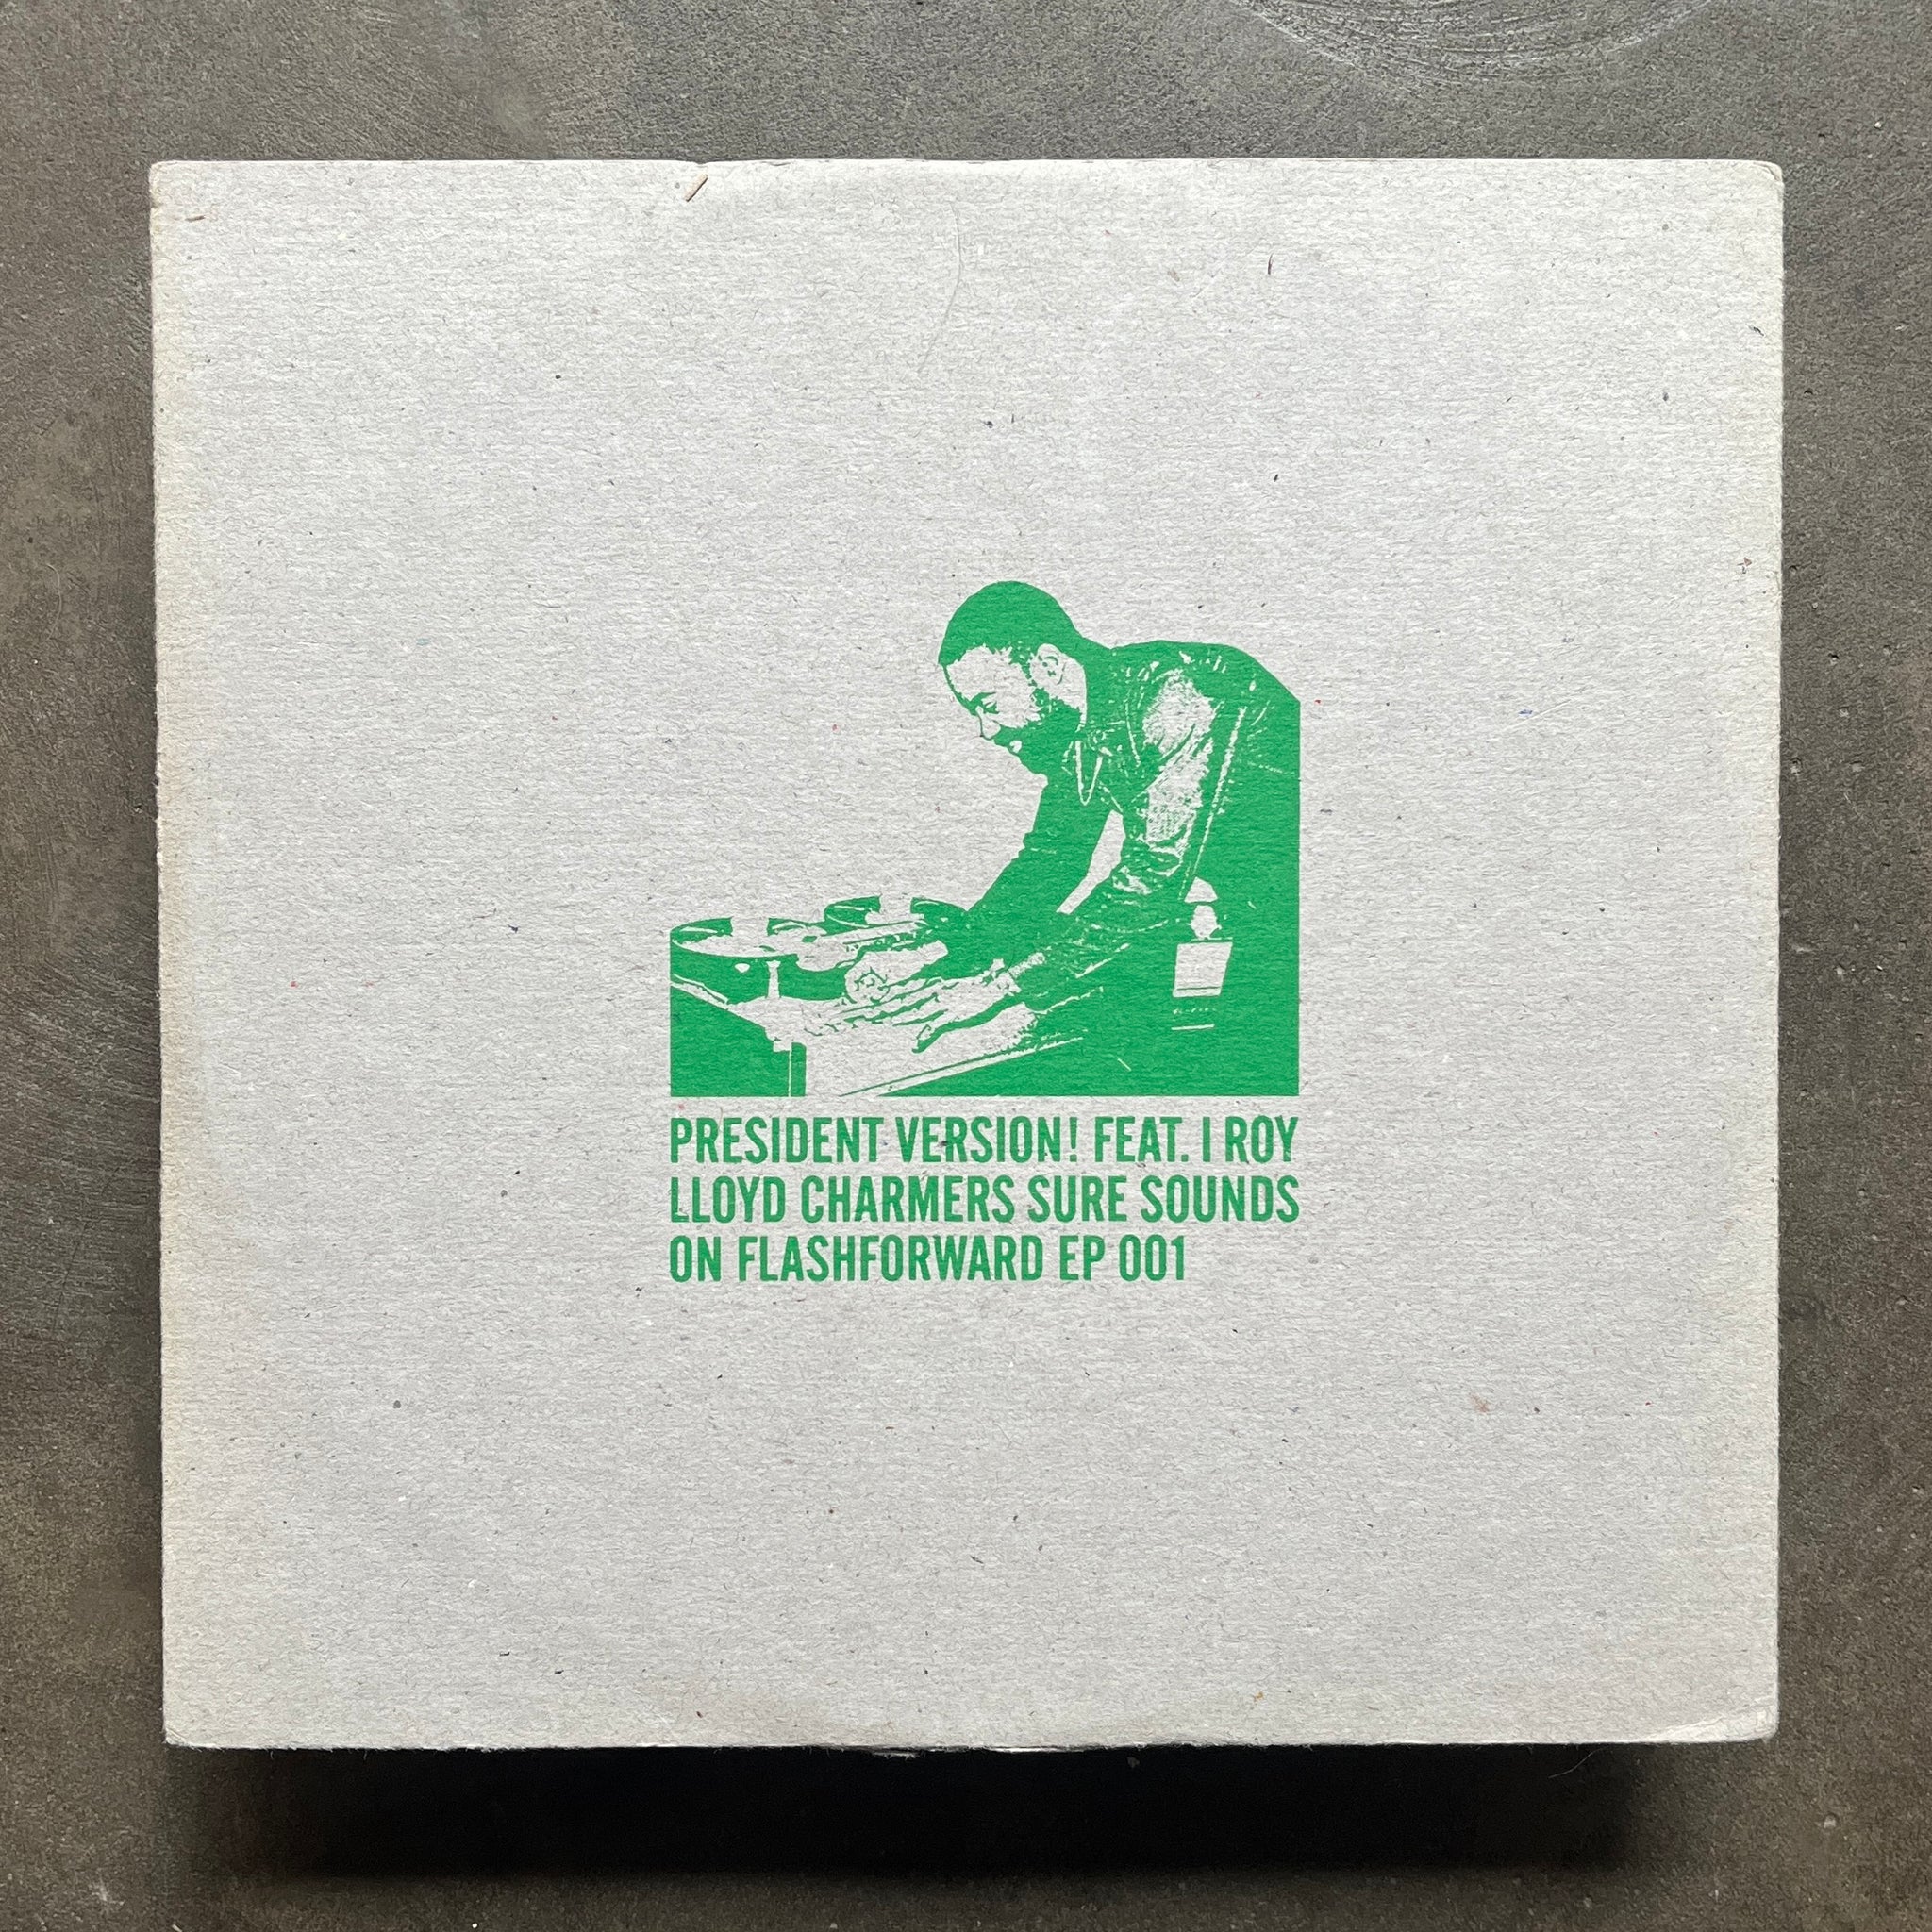 PRESIDENT VERSION! FEAT. I ROY
LLOYD CHARMERS SURE SOUNDS
ON FLASHFORWARD EP 001